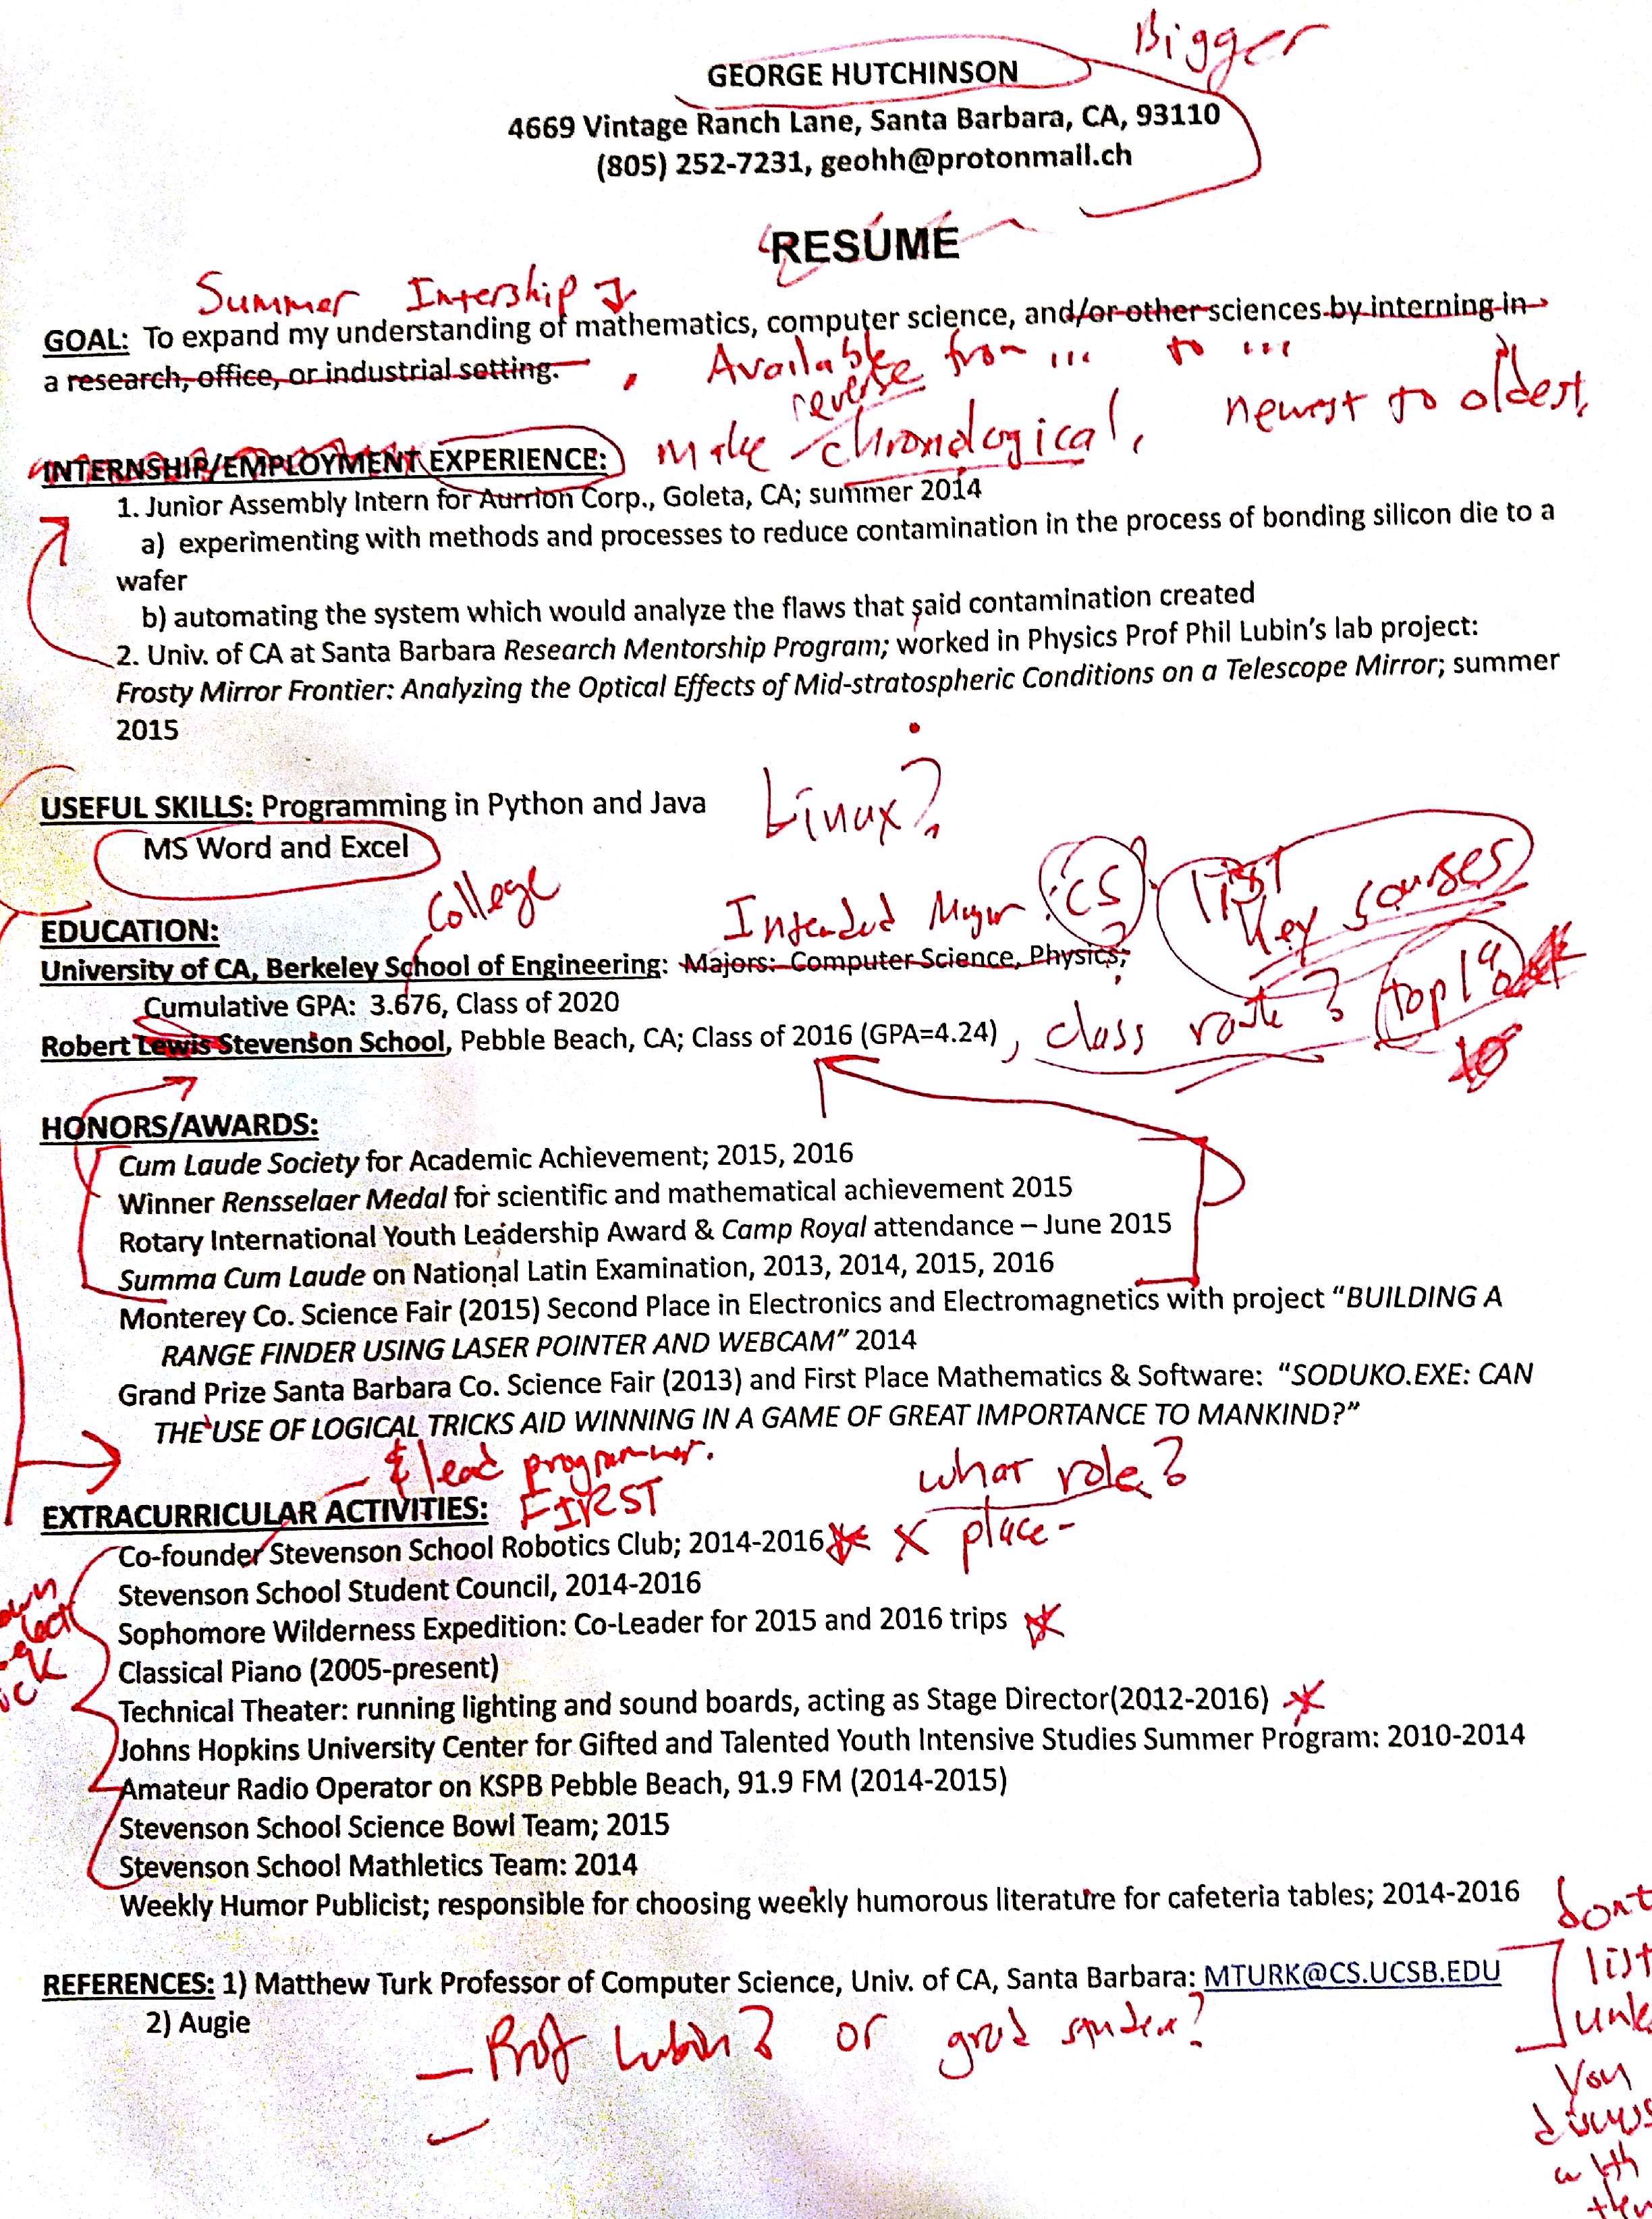 Bigger
GEORGE HUTCHINSON
4669 Vintage Ranch Lane, Santa Barbara, CA, 93110
(805) 252-7231, geohh@protonmail.ch
RESUME
Summer Intership
GOAL: To expand my understanding of mathematics, computer science, and/or other sciences by interning in
a research, office, or industrial setting.
Available from ... to ...
reverse
make chronological, newest to oldest,
INTERNSHIP/EMPLOYMENT EXPERIENCE:
1. Junior Assembly Intern for Aurrion Corp., Goleta, CA; summer 2014
a) experimenting with methods and processes to reduce contamination in the process of bonding silicon die to a
wafer
b) automating the system which would analyze the flaws that said contamination created
2. Univ. of CA at Santa Barbara Research Mentorship Program; worked in Physics Prof Phil Lubin's lab project:
Frosty Mirror Frontier: Analyzing the Optical Effects of Mid-stratospheric Conditions on a Telescope Mirror; summer
2015
USEFUL SKILLS: Programming in Python and Java
Linux?
MS Word and Excel
College
Intended Major: CS?
list
key courses
EDUCATION:
University of CA, Berkeley School of Engineering: Majors: Computer Science, Physics;
Cumulative GPA: 3.676, Class of 2020
Robert Lewis Stevenson School, Pebble Beach, CA; Class of 2016 (GPA=4.24)
, class rank? top 1%
HONORS/AWARDS:
Cum Laude Society for Academic Achievement; 2015, 2016
Winner Rensselaer Medal for scientific and mathematical achievement 2015
Rotary International Youth Leadership Award & Camp Royal attendance – June 2015
Summa Cum Laude on National Latin Examination, 2013, 2014, 2015, 2016
Monterey Co. Science Fair (2015) Second Place in Electronics and Electromagnetics with project "BUILDING A
RANGE FINDER USING LASER POINTER AND WEBCAM" 2014
Grand Prize Santa Barbara Co. Science Fair (2013) and First Place Mathematics & Software: "SODUKO.EXE: CAN
THE USE OF LOGICAL TRICKS AID WINNING IN A GAME OF GREAT IMPORTANCE TO MANKIND?"
& lead programmer.
what role?
EXTRACURRICULAR ACTIVITIES:
FIRST
Co-founder Stevenson School Robotics Club; 2014-2016
X place -
Stevenson School Student Council, 2014-2016
Sophomore Wilderness Expedition: Co-Leader for 2015 and 2016 trips
Classical Piano (2005-present)
Technical Theater: running lighting and sound boards, acting as Stage Director(2012-2016)
Johns Hopkins University Center for Gifted and Talented Youth Intensive Studies Summer Program: 2010-2014
Amateur Radio Operator on KSPB Pebble Beach, 91.9 FM (2014-2015)
Stevenson School Science Bowl Team; 2015
Stevenson School Mathletics Team: 2014
Weekly Humor Publicist; responsible for choosing weekly humorous literature for cafeteria tables; 2014-2016
dont
list
REFERENCES: 1) Matthew Turk Professor of Computer Science, Univ. of CA, Santa Barbara: MTURK@CS.UCSB.EDU
2) Augie
– Prof Lubin? or grad student?
you
discuss
with